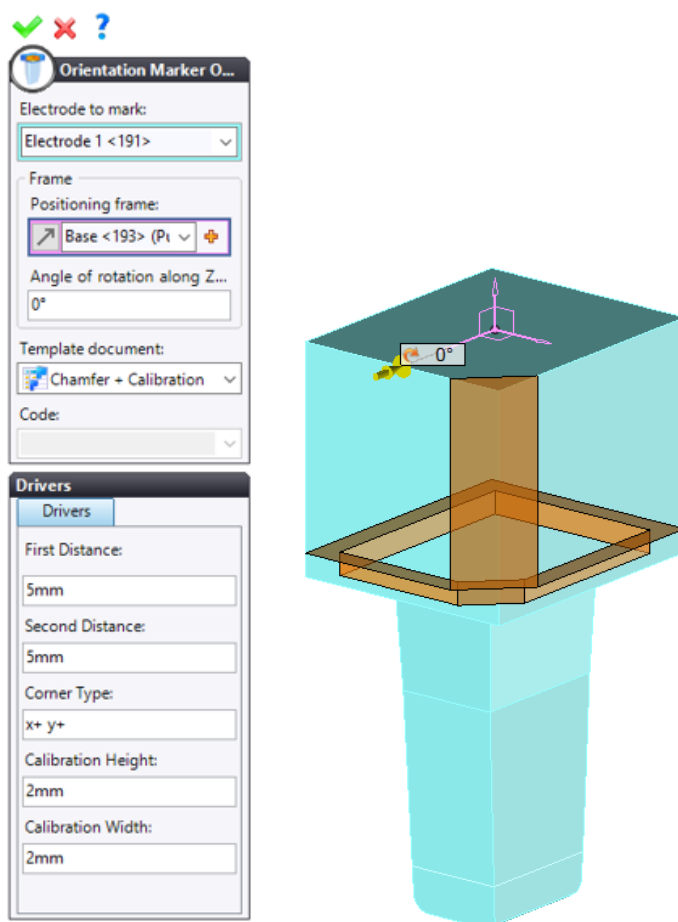 ?
Orientation Marker O...
Electrode to mark:
Electrode 1 <191>
Frame
Positioning frame:
Base <193> (Pu
Angle of rotation along Z...
0°
0°
Template document:
Chamfer + Calibration
Code:
Drivers
Drivers
First Distance:
5mm
Second Distance:
5mm
Corner Type:
x+ y+
Calibration Height:
2mm
Calibration Width:
2mm